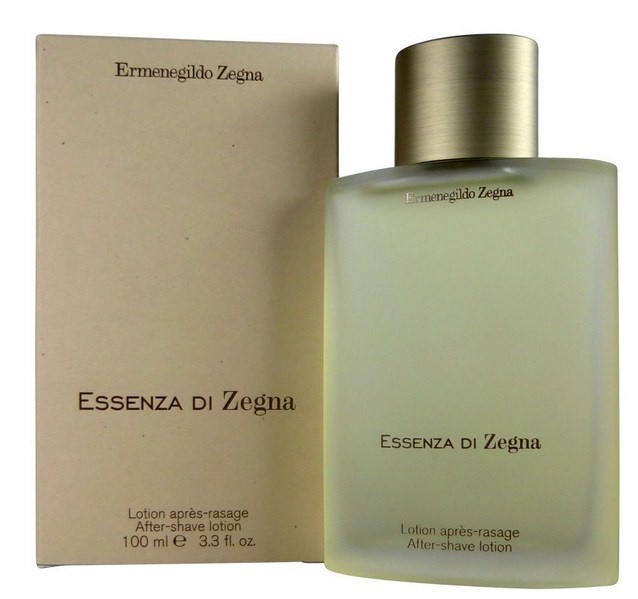 Ermenegildo Zegna
ESSENZA DI Zegna
Lotion après-rasage
After-shave lotion
100 ml ℮ 3.3 fl. oz.
Ermenegildo Zegna
ESSENZA DI Zegna
Lotion après-rasage
After-shave lotion